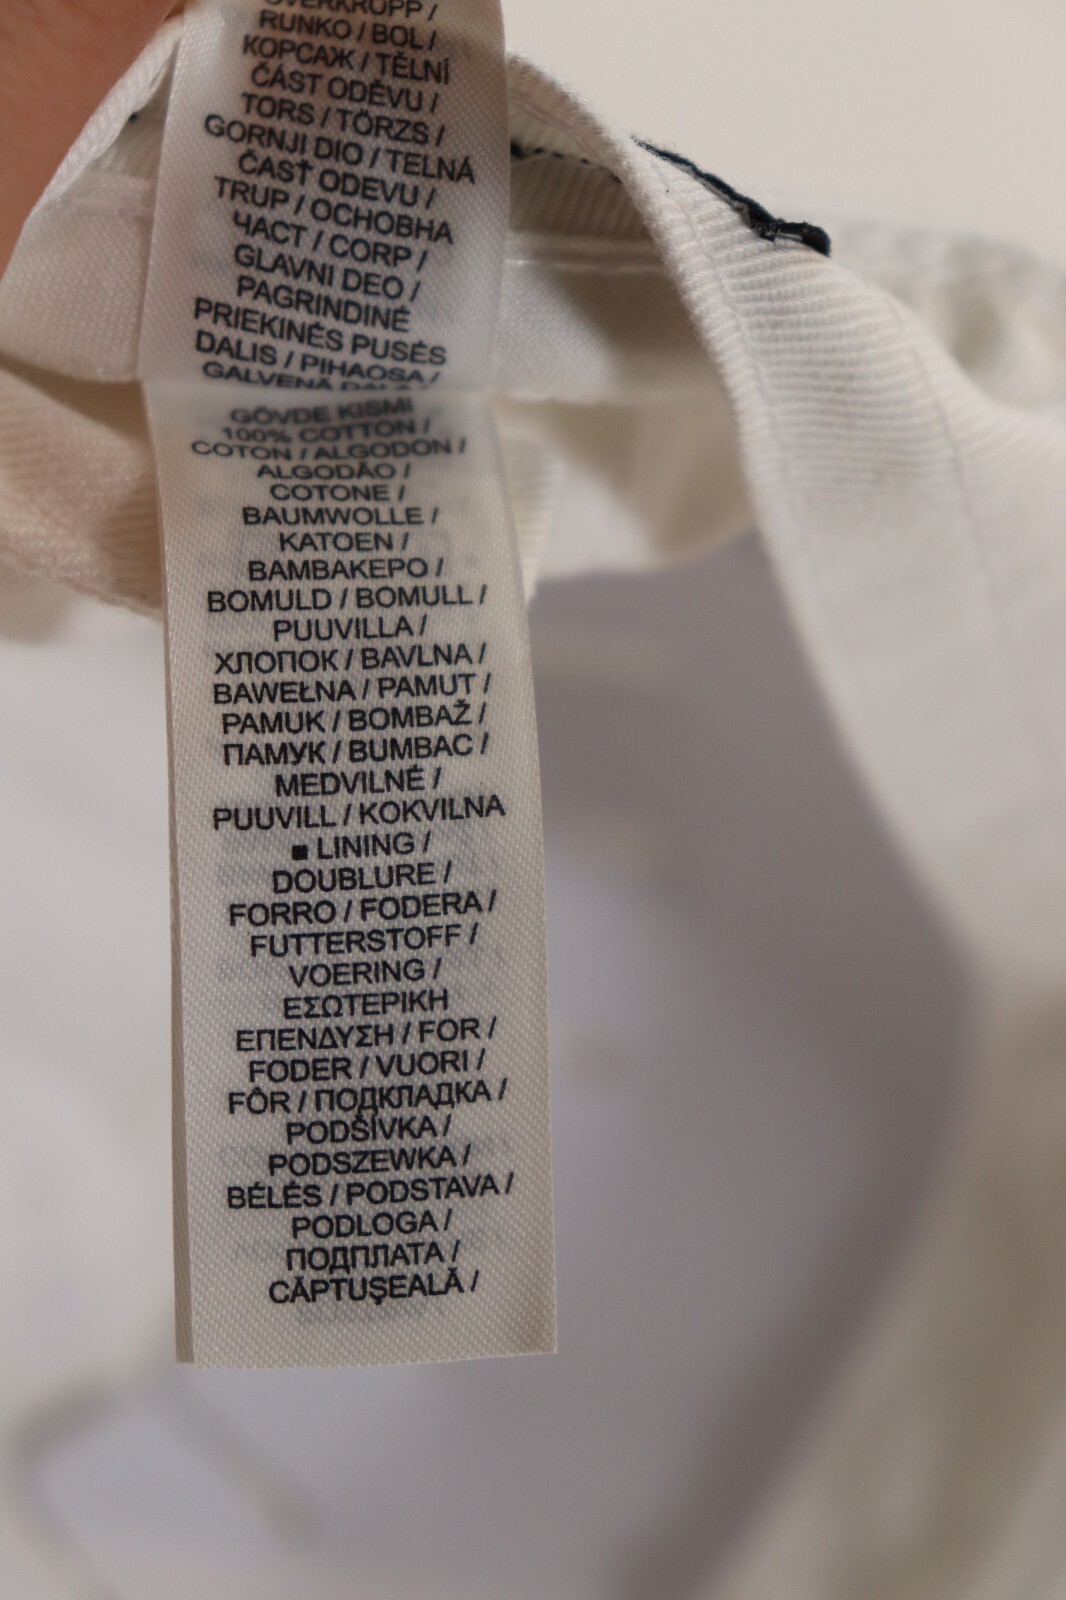 OVERKROPP /
RUNKO / BOL /
КОРСАЖ / TĚLNÍ
ČÁST ODĚVU /
TORS / TÖRZS /
GORNJI DIO / TELNÁ
ČASŤ ODEVU /
TRUP / ОСНОВНА
ЧАСТ / CORP /
GLAVNI DEO /
PAGRINDINĖ
PRIEKINĖS PUSĖS
DALIS / PIHAOSA /
GALVENĀ DAĻA /
GÖVDE KISMI
100% COTTON /
COTON / ALGODON /
ALGODÃO /
COTONE /
BAUMWOLLE /
KATOEN /
ΒΑΜΒΑΚΕΡΟ /
BOMULD / BOMULL /
PUUVILLA /
ХЛОПОК / BAVLNA /
BAWEŁNA / PAMUT /
PAMUK / BOMBAŽ /
ПАМУК / BUMBAC /
MEDVILNĖ /
PUUVILL / KOKVILNA
■ LINING /
DOUBLURE /
FORRO / FODERA /
FUTTERSTOFF /
VOERING /
ΕΣΩΤΕΡΙΚΗ
ΕΠΕΝΔΥΣΗ / FOR /
FODER / VUORI /
FÔR / ПОДКЛАДКА /
PODŠÍVKA /
PODSZEWKA /
BÉLÉS / PODSTAVA /
PODLOGA /
ПОДПЛАТА /
CĂPTUŞEALĂ /